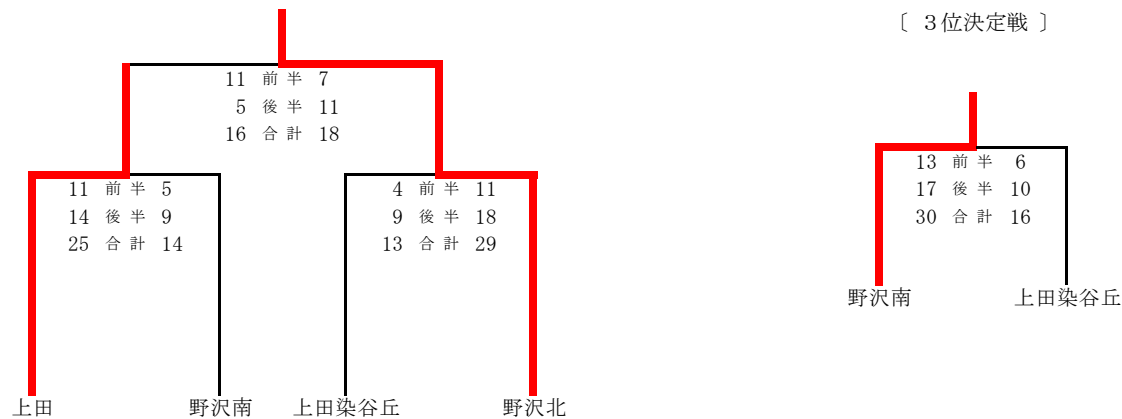 〔 3位決定戦 〕
11 前半 7
5 後半 11
16 合計 18
11 前半 5
14 後半 9
25 合計 14
4 前半 11
9 後半 18
13 合計 29
13 前半 6
17 後半 10
30 合計 16
野沢南
上田染谷丘
上田
野沢南
上田染谷丘
野沢北